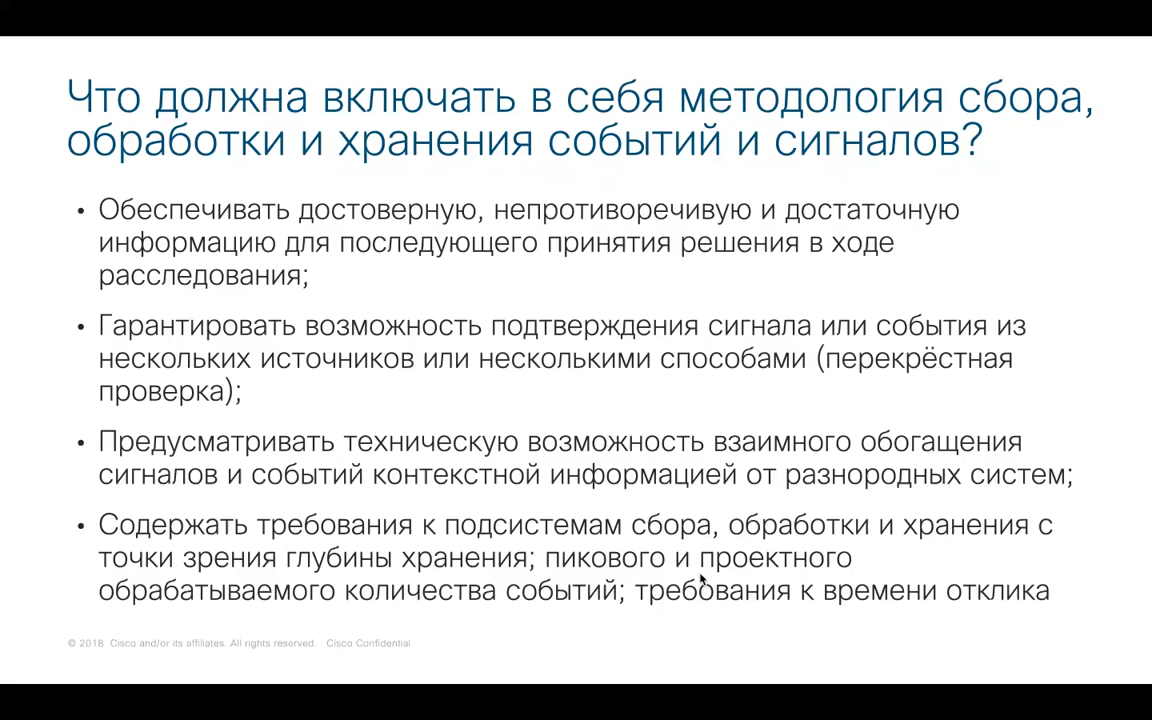 Что должна включать в себя методология сбора,
обработки и хранения событий и сигналов?
• Обеспечивать достоверную, непротиворечивую и достаточную
информацию для последующего принятия решения в ходе
расследования;
• Гарантировать возможность подтверждения сигнала или события из
нескольких источников или несколькими способами (перекрёстная
проверка);
• Предусматривать техническую возможность взаимного обогащения
сигналов и событий контекстной информацией от разнородных систем;
• Содержать требования к подсистемам сбора, обработки и хранения с
точки зрения глубины хранения; пикового и проектного
обрабатываемого количества событий; требования к времени отклика
© 2018 Cisco and/or its affiliates. All rights reserved. Cisco Confidential